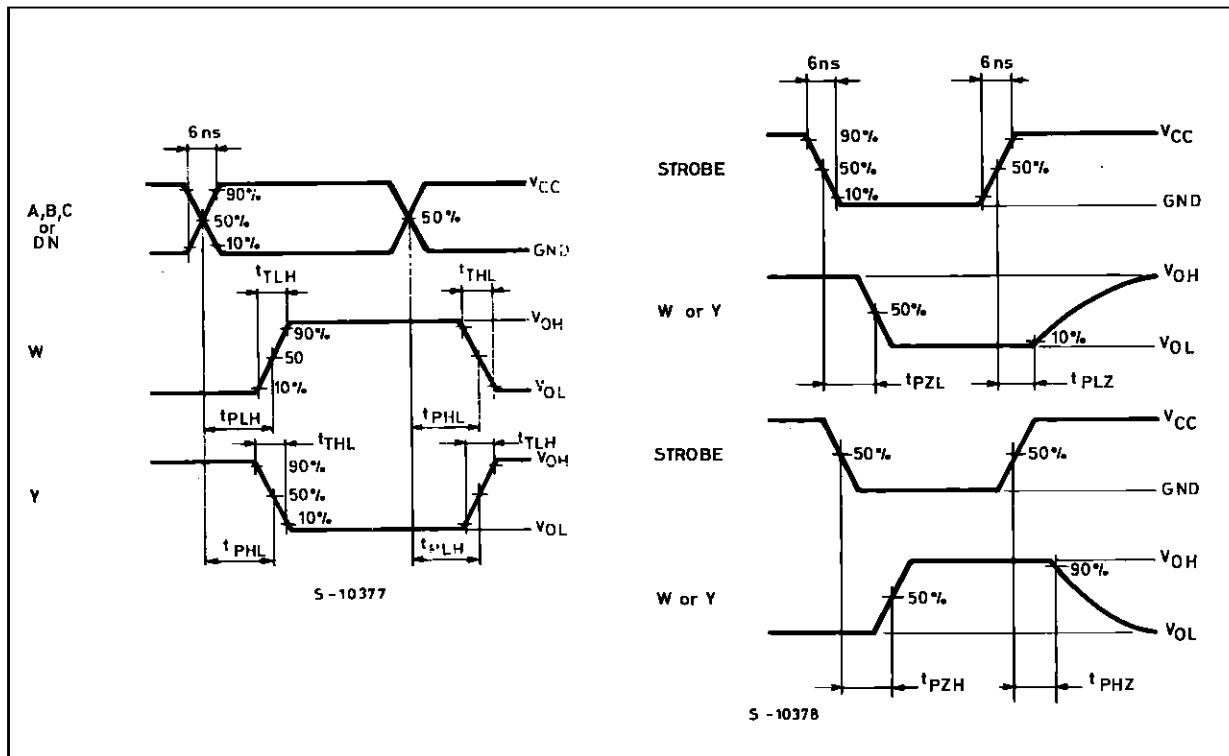 6 ns
A,B,C
or
DN
90%
50%
10%
50%
VCC
GND
tTLH
tTHL
W
90%
50
10%
VOH
VOL
tPLH
tPHL
tTHL
tTLH
Y
90%
50%
10%
VOH
VOL
tPHL
tPLH
S-10377
6ns
6ns
STROBE
90%
50%
10%
50%
VCC
GND
W or Y
50%
10%
VOH
VOL
tPZL
tPLZ
STROBE
50%
50%
VCC
GND
W or Y
50%
90%
VOH
VOL
tPZH
tPHZ
S-10378